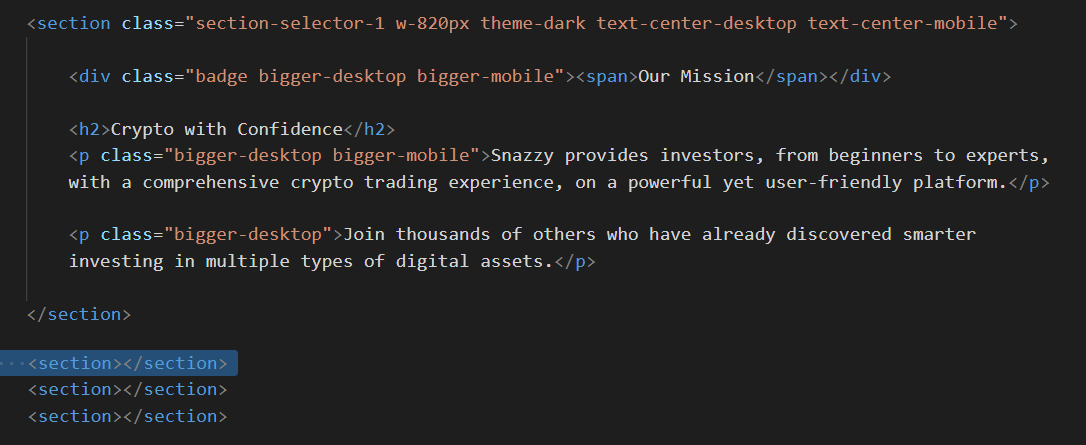 <section class="section-selector-1 w-820px theme-dark text-center-desktop text-center-mobile">
<div class="badge bigger-desktop bigger-mobile"><span>Our Mission</span></div>
<h2>Crypto with Confidence</h2>
<p class="bigger-desktop bigger-mobile">Snazzy provides investors, from beginners to experts,
with a comprehensive crypto trading experience, on a powerful yet user-friendly platform.</p>
<p class="bigger-desktop">Join thousands of others who have already discovered smarter
investing in multiple types of digital assets.</p>
</section>
<section></section>
<section></section>
<section></section>